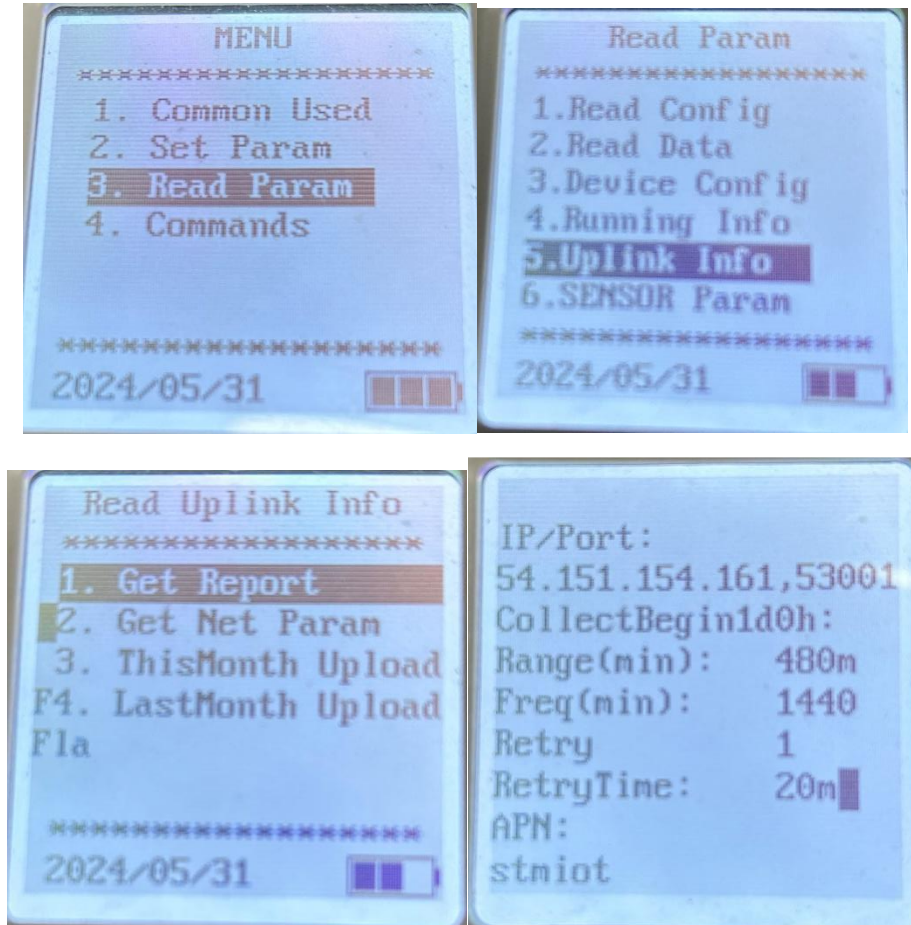 MENU
******************
1. Common Used
2. Set Param
3. Read Param
4. Commands
******************
2024/05/31
Read Param
******************
1.Read Config
2.Read Data
3.Device Config
4.Running Info
5.Uplink Info
6.SENSOR Param
******************
2024/05/31
Read Uplink Info
******************
1. Get Report
2. Get Net Param
3. ThisMonth Upload
F4. LastMonth Upload
Fla
******************
2024/05/31
IP/Port:
54.151.154.161,53001
CollectBegin1d0h:
Range(min): 480m
Freq(min): 1440
Retry 1
RetryTime: 20m
APN:
stmiot